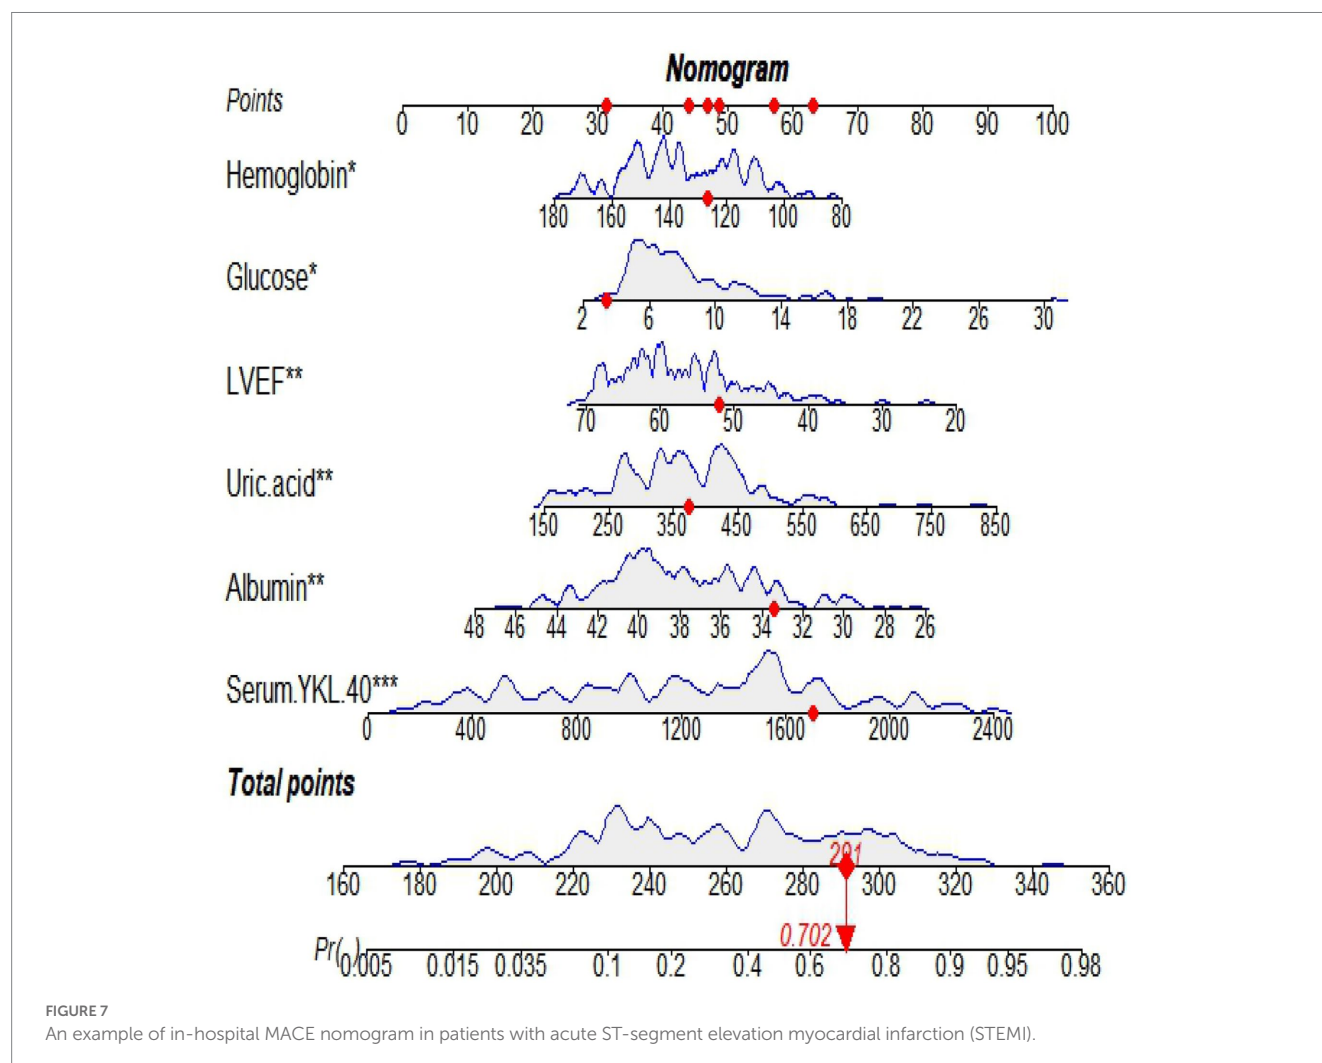 Nomogram
Points
0 10 20 30 40 50 60 70 80 90 100
Hemoglobin*
180 160 140 120 100 80
Glucose*
2 6 10 14 18 22 26 30
LVEF**
70 60 50 40 30 20
Uric.acid**
150 250 350 450 550 650 750 850
Albumin**
48 46 44 42 40 38 36 34 32 30 28 26
Serum.YKL.40***
0 400 800 1200 1600 2000 2400
Total points
291
160 180 200 220 240 260 280 300 320 340 360
0.702
Pr( )
0.005 0.015 0.035 0.1 0.2 0.4 0.6 0.8 0.9 0.95 0.98
FIGURE 7
An example of in-hospital MACE nomogram in patients with acute ST-segment elevation myocardial infarction (STEMI).